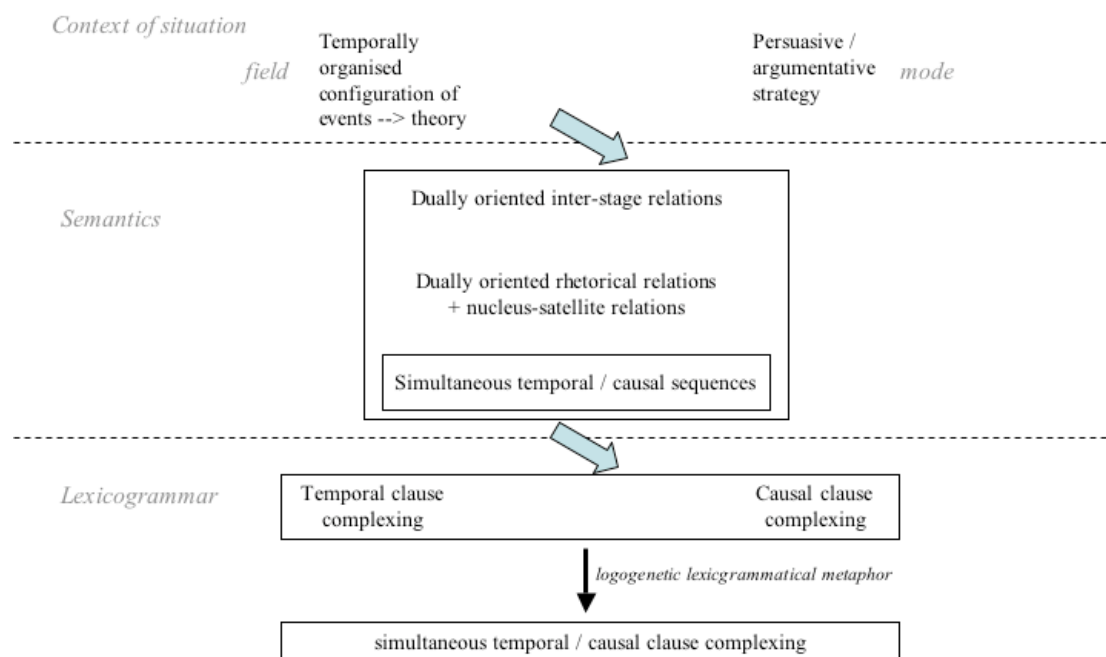 Context of situation
field
Temporally
organised
configuration of
events --> theory
Persuasive /
argumentative
strategy
mode
Semantics
Dually oriented inter-stage relations
Dually oriented rhetorical relations
+ nucleus-satellite relations
Simultaneous temporal / causal sequences
Lexicogrammar
Temporal clause
complexing
Causal clause
complexing
logogenetic lexicgrammatical metaphor
simultaneous temporal / causal clause complexing